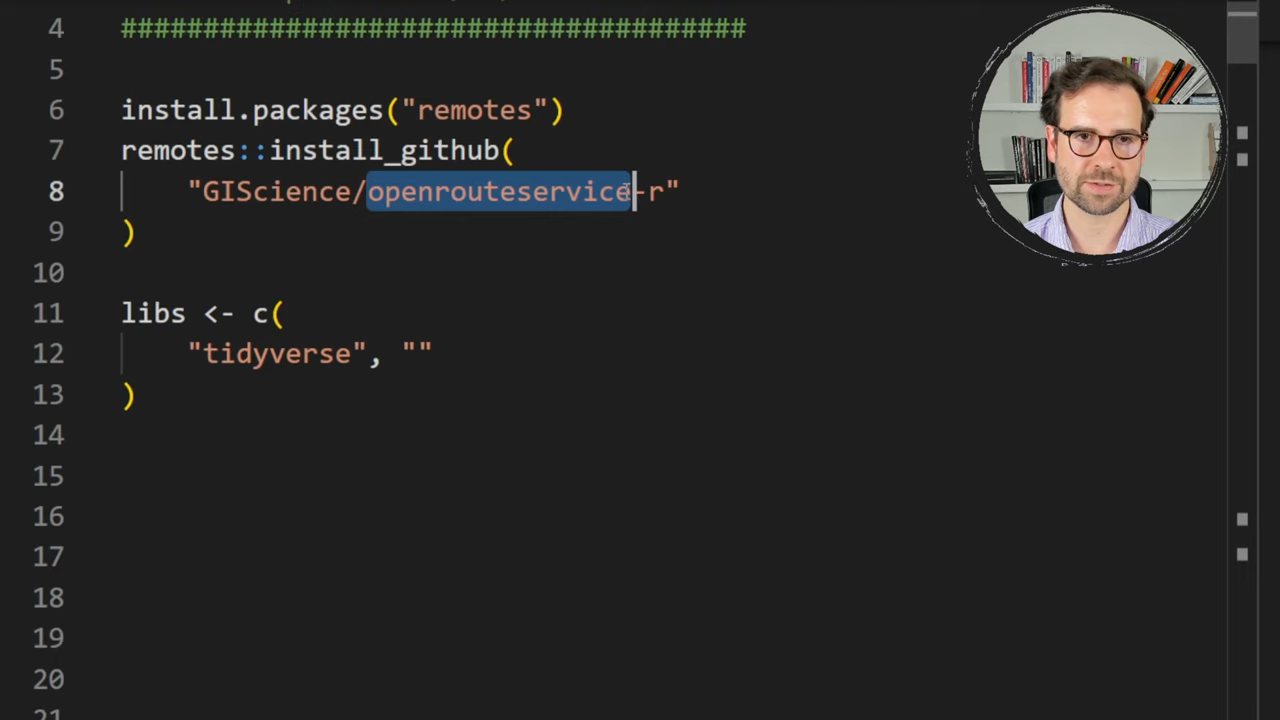 4 #####################################
5
6 install.packages("remotes")
7 remotes::install_github(
8 "GIScience/openrouteservice-r"
9 )
10
11 libs <- c(
12 "tidyverse", ""
13 )
14
15
16
17
18
19
20